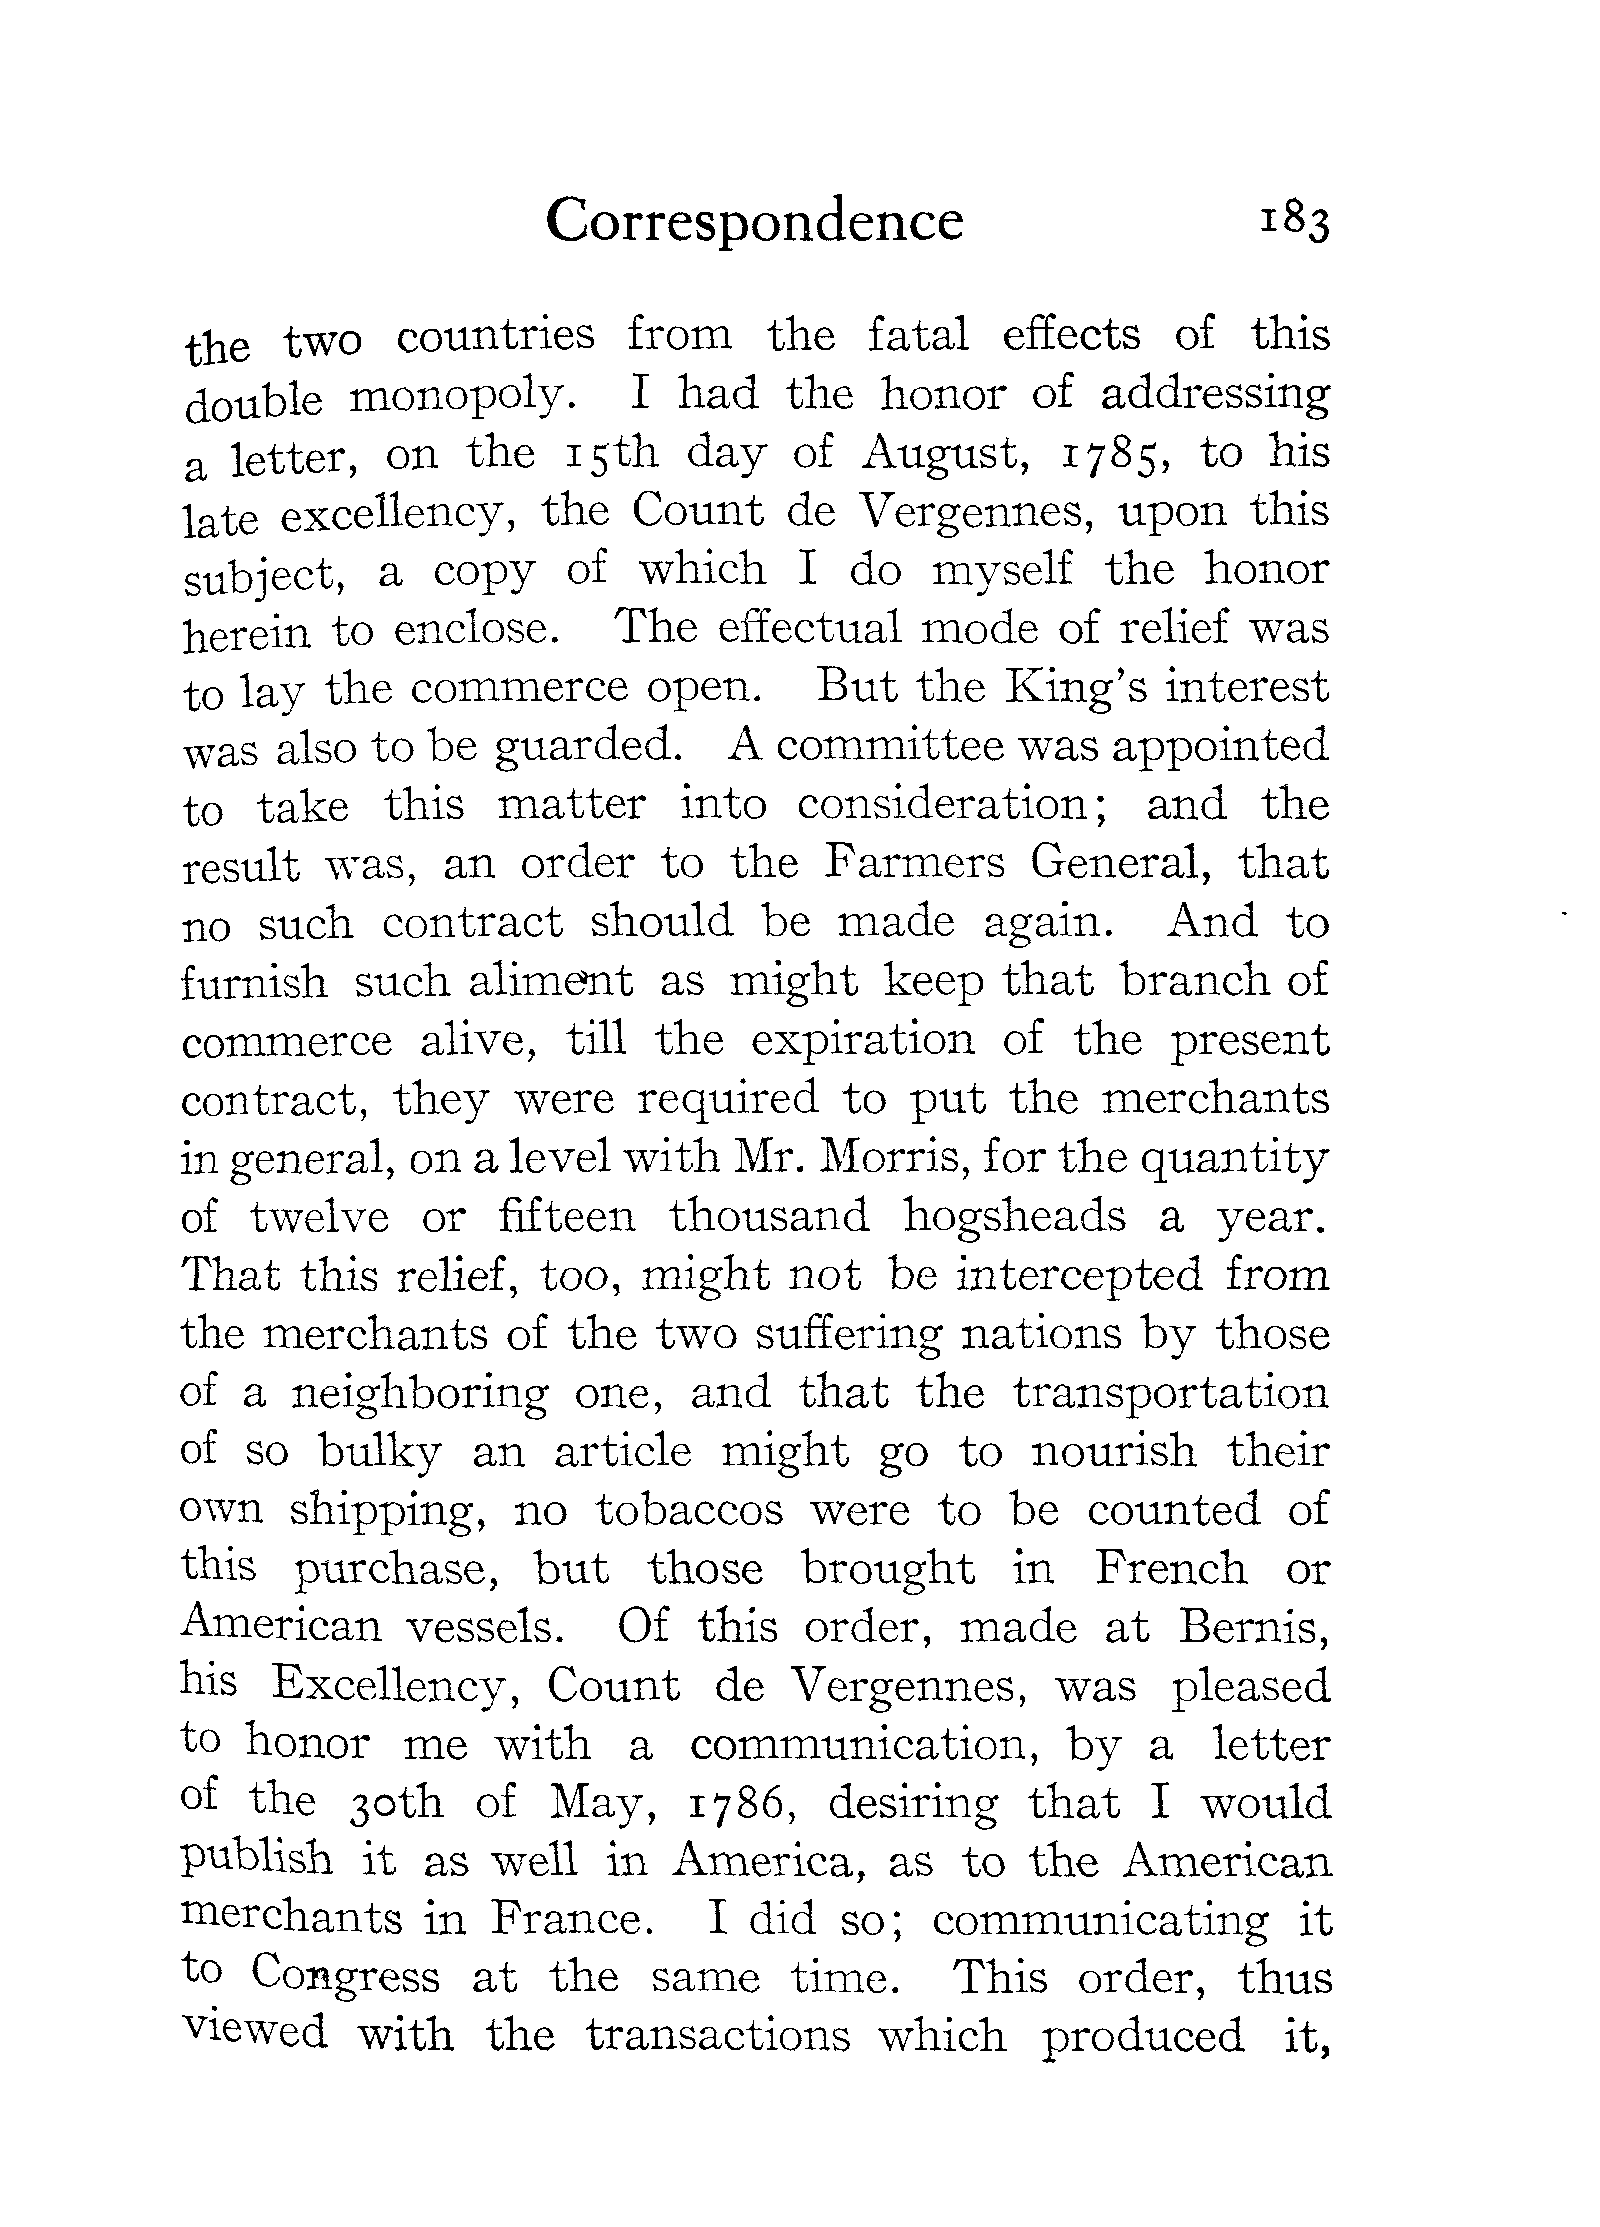 Correspondence 183
the two countries from the fatal effects of this
double monopoly. I had the honor of addressing
a letter, on the 15th day of August, 1785, to his
late excellency, the Count de Vergennes, upon this
subject, a copy of which I do myself the honor
herein to enclose. The effectual mode of relief was
to lay the commerce open. But the King's interest
was also to be guarded. A committee was appointed
to take this matter into consideration; and the
result was, an order to the Farmers General, that
no such contract should be made again. And to
furnish such aliment as might keep that branch of
commerce alive, till the expiration of the present
contract, they were required to put the merchants
in general, on a level with Mr. Morris, for the quantity
of twelve or fifteen thousand hogsheads a year.
That this relief, too, might not be intercepted from
the merchants of the two suffering nations by those
of a neighboring one, and that the transportation
of so bulky an article might go to nourish their
own shipping, no tobaccos were to be counted of
this purchase, but those brought in French or
American vessels. Of this order, made at Bernis,
his Excellency, Count de Vergennes, was pleased
to honor me with a communication, by a letter
of the 30th of May, 1786, desiring that I would
publish it as well in America, as to the American
merchants in France. I did so; communicating it
to Congress at the same time. This order, thus
viewed with the transactions which produced it,